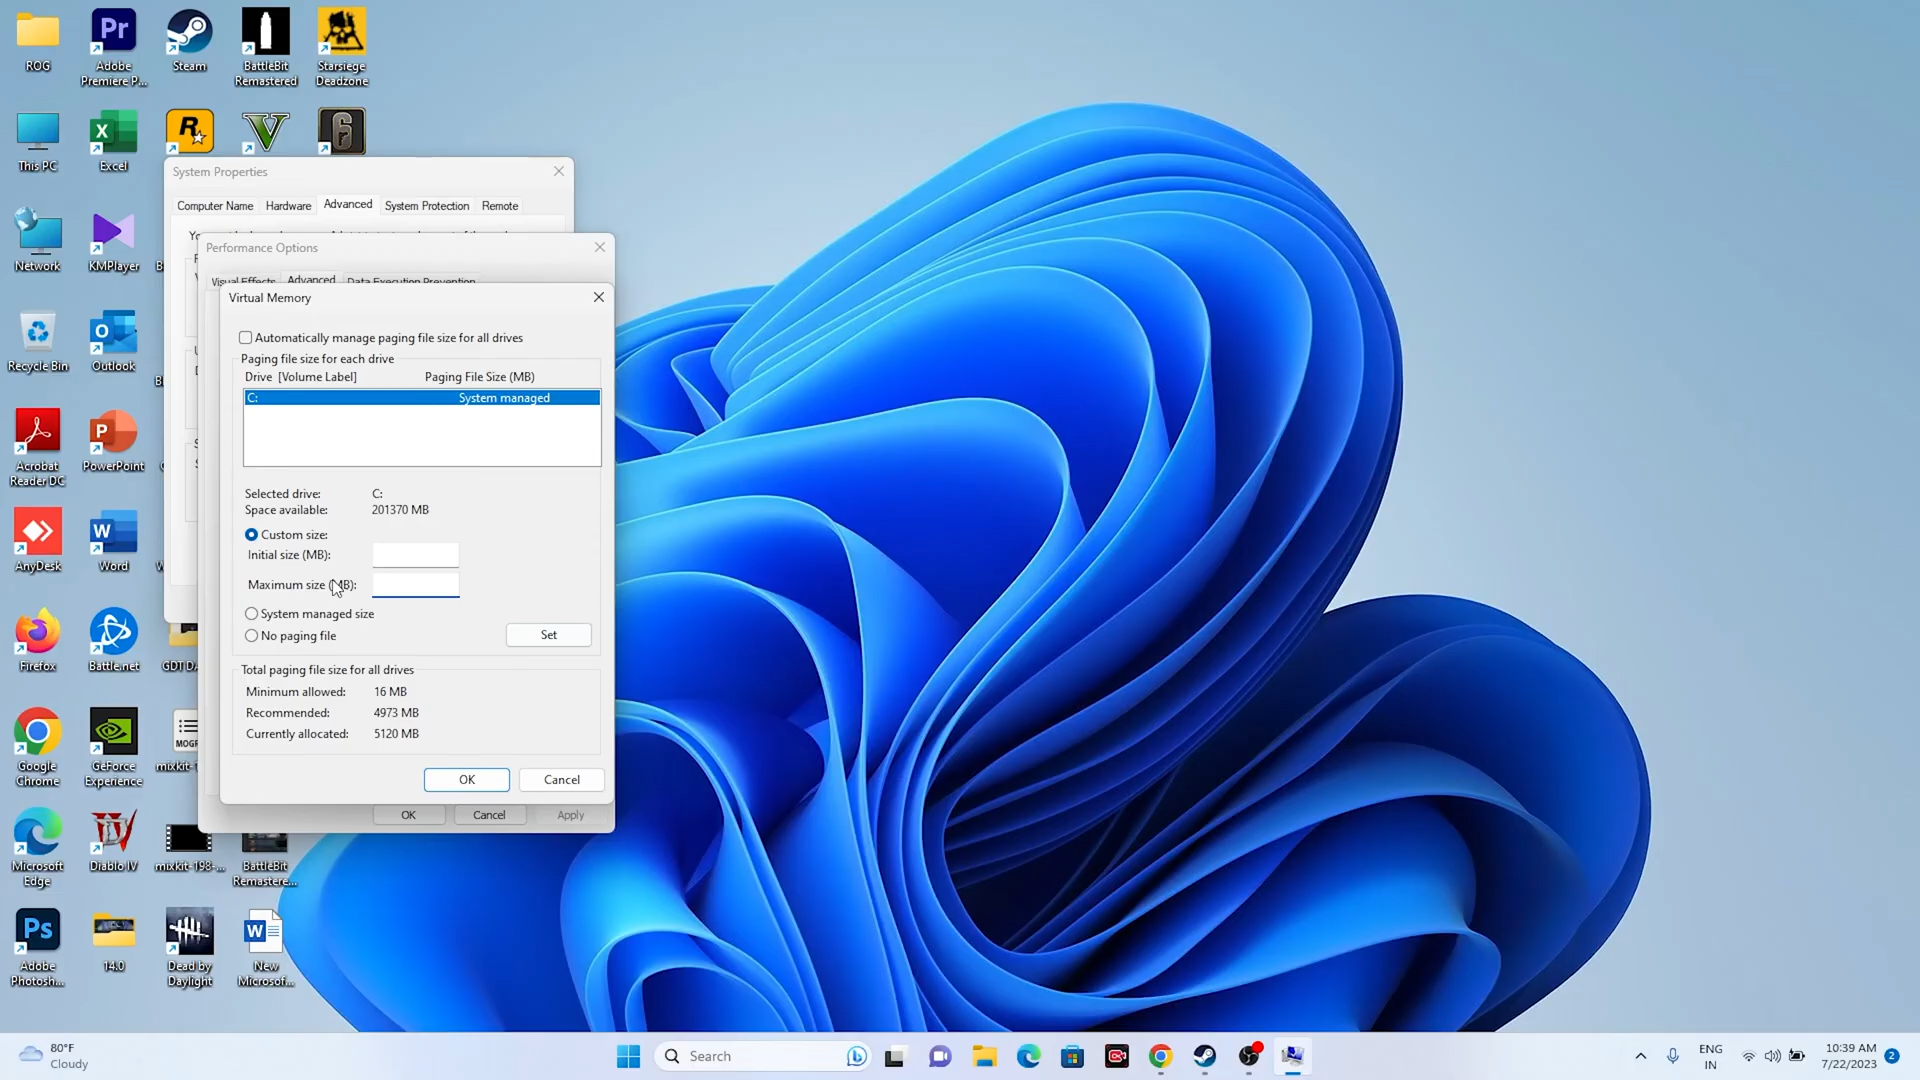 ROG
Adobe
Premiere P...
Steam
BattleBit
Remastered
Starsiege
Deadzone
This PC
Excel
Network
KMPlayer
Recycle Bin
Outlook
Acrobat
Reader DC
PowerPoint
AnyDesk
Word
Firefox
Battle.net
GDT DA
Google
Chrome
GeForce
Experience
MOGR
mixkit-1
Microsoft
Edge
Diablo IV
mixkit-198-...
BattleBit
Remastere...
Adobe
Photosh...
14.0
Dead by
Daylight
New
Microsof...
System Properties
Computer Name Hardware Advanced System Protection Remote
Performance Options
Visual Effects Advanced Data Execution Prevention
Virtual Memory
Automatically manage paging file size for all drives
Paging file size for each drive
Drive [Volume Label] Paging File Size (MB)
C: System managed
Selected drive: C:
Space available: 201370 MB
Custom size:
Initial size (MB):
Maximum size (MB):
System managed size
No paging file
Set
Total paging file size for all drives
Minimum allowed: 16 MB
Recommended: 4973 MB
Currently allocated: 5120 MB
OK Cancel
OK Cancel Apply
80°F
Cloudy
Search
ENG
IN
10:39 AM
7/22/2023
2